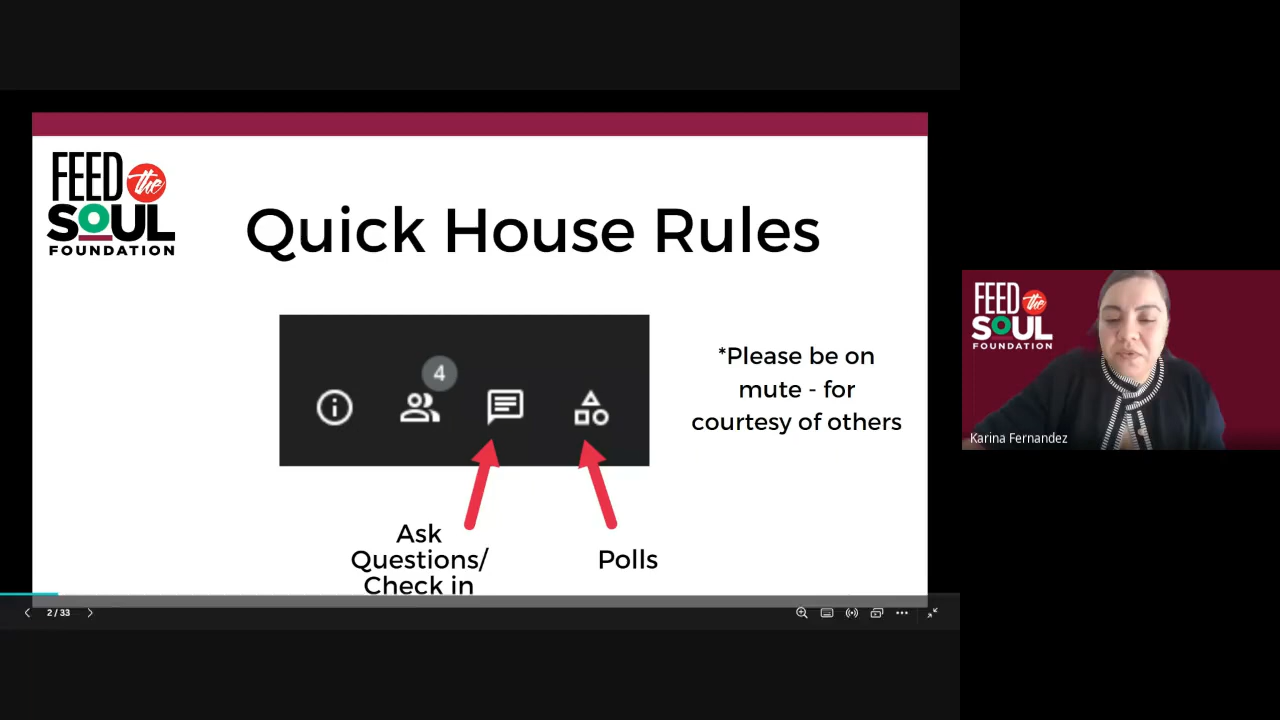 FEED the
SOUL
FOUNDATION
Quick House Rules
4
*Please be on
mute - for
courtesy of others
Ask
Questions/
Check in
Polls
2 / 33
FEED the
SOUL
FOUNDATION
Karina Fernandez